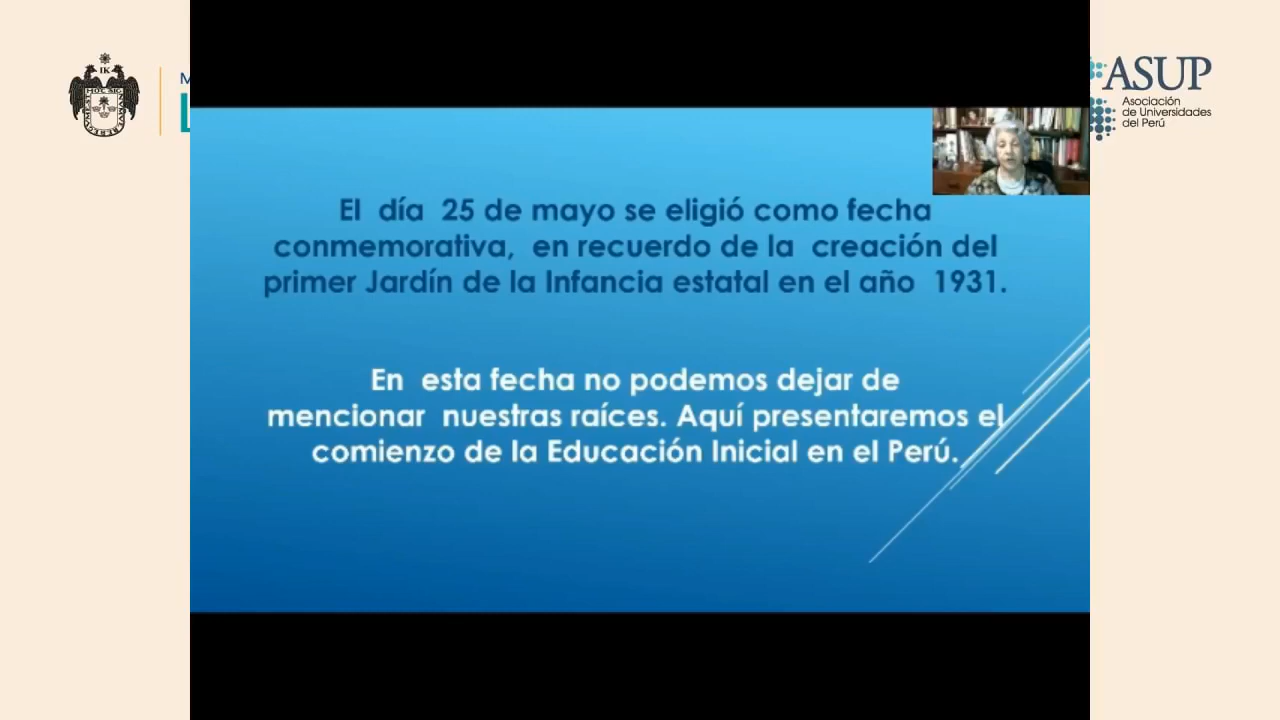 ASUP
Asociación
de Universidades
del Perú
El día 25 de mayo se eligió como fecha
conmemorativa, en recuerdo de la creación del
primer Jardín de la Infancia estatal en el año 1931.
En esta fecha no podemos dejar de
mencionar nuestras raíces. Aquí presentaremos el
comienzo de la Educación Inicial en el Perú.